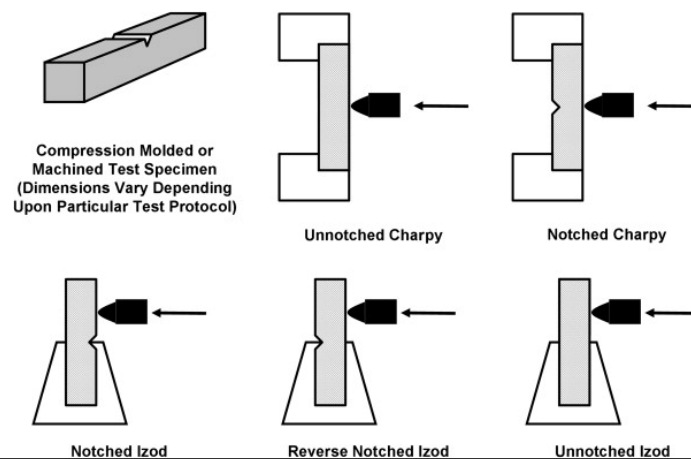 Compression Molded or
Machined Test Specimen
(Dimensions Vary Depending
Upon Particular Test Protocol)
Unnotched Charpy
Notched Charpy
Notched Izod
Reverse Notched Izod
Unnotched Izod